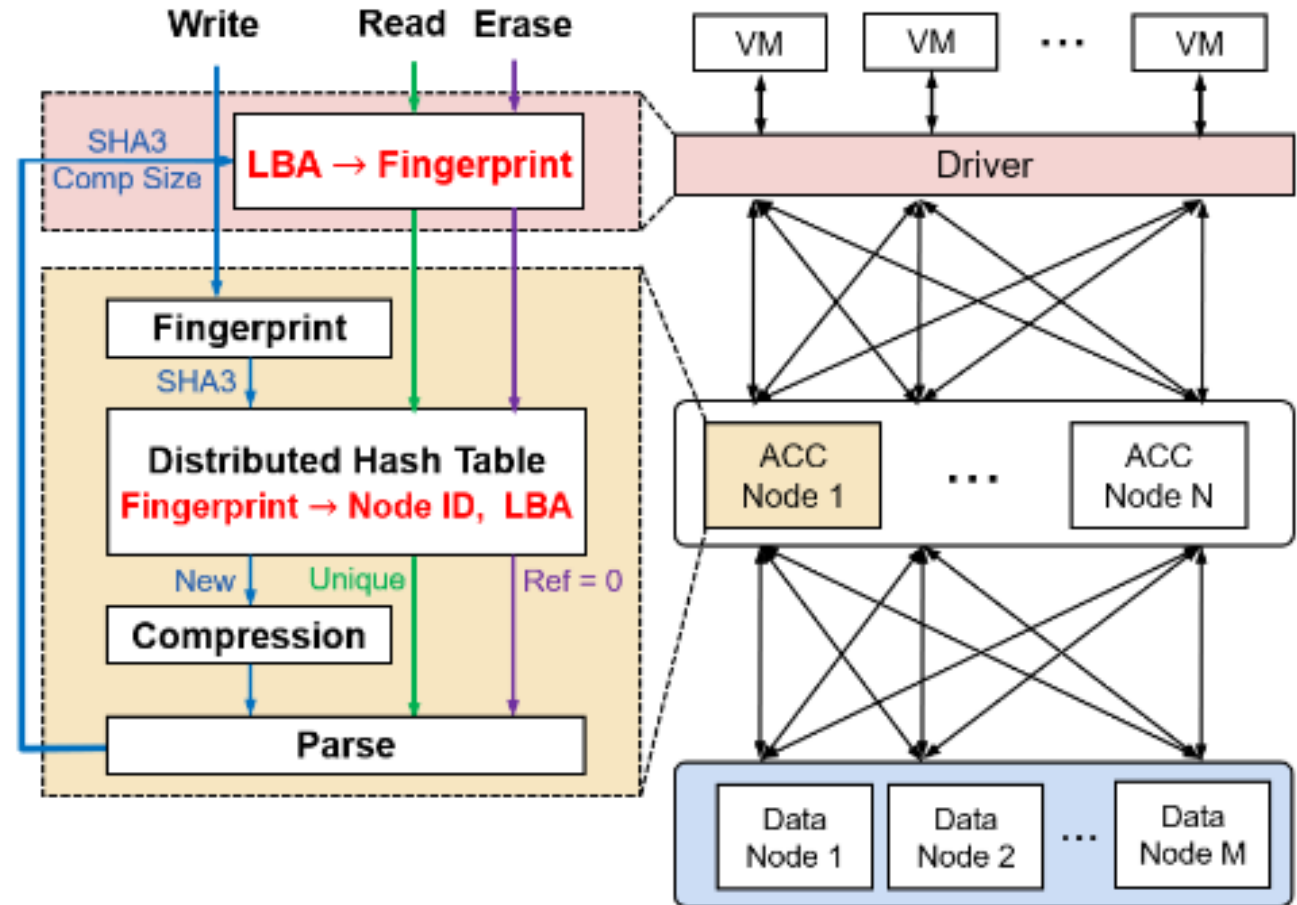 Write
Read
Erase
SHA3
Comp Size
LBA → Fingerprint
Fingerprint
SHA3
Distributed Hash Table
Fingerprint → Node ID, LBA
New
Unique
Ref = 0
Compression
Parse
VM
VM
...
VM
Driver
ACC
Node 1
...
ACC
Node N
Data
Node 1
Data
Node 2
...
Data
Node M